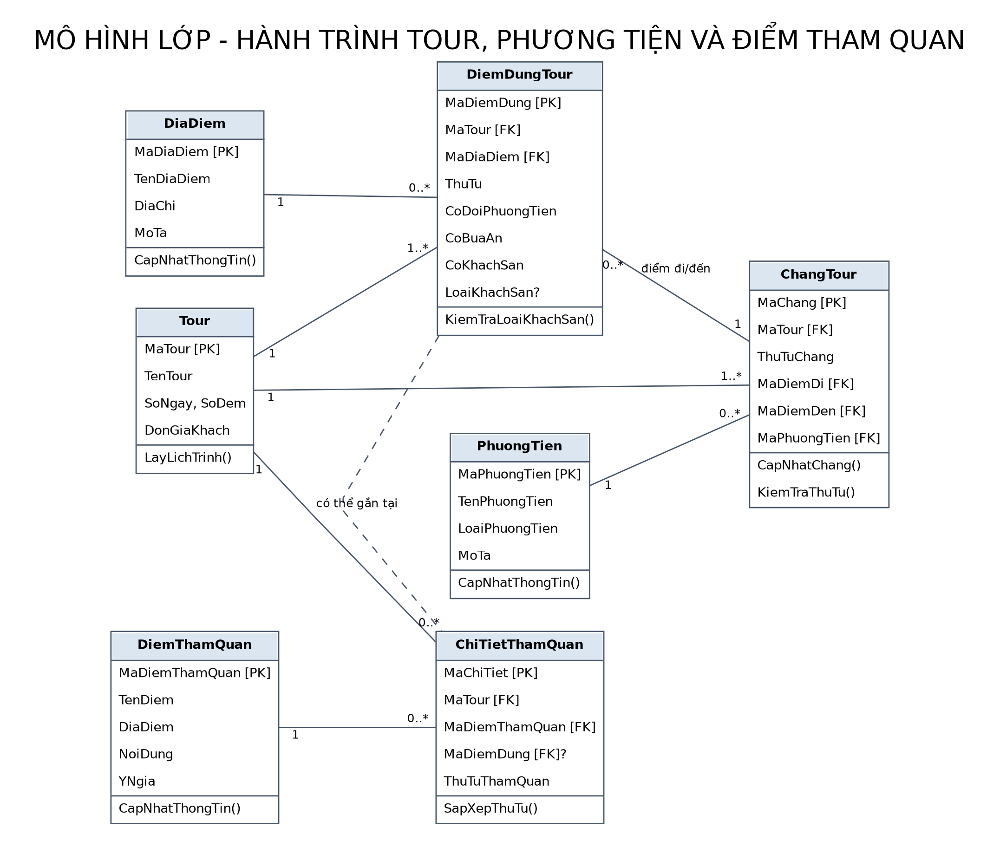 MÔ HÌNH LỚP - HÀNH TRÌNH TOUR, PHƯƠNG TIỆN VÀ ĐIỂM THAM QUAN
DiemDungTour
MaDiemDung [PK]
MaTour [FK]
MaDiaDiem [FK]
ThuTu
CoDoiPhuongTien
CoBuaAn
CoKhachSan
LoaiKhachSan?
KiemTraLoaiKhachSan()
DiaDiem
MaDiaDiem [PK]
TenDiaDiem
DiaChi
MoTa
CapNhatThongTin()
1
0..*
1..*
1
0..*
điểm đi/đến
1
Tour
MaTour [PK]
TenTour
SoNgay, SoDem
DonGiaKhach
LayLichTrinh()
1
1..*
ChangTour
MaChang [PK]
MaTour [FK]
ThuTuChang
MaDiemDi [FK]
MaDiemDen [FK]
MaPhuongTien [FK]
CapNhatChang()
KiemTraThuTu()
0..*
1
PhuongTien
MaPhuongTien [PK]
TenPhuongTien
LoaiPhuongTien
MoTa
CapNhatThongTin()
1
có thể gắn tại
0..*
DiemThamQuan
MaDiemThamQuan [PK]
TenDiem
DiaDiem
NoiDung
YNgia
CapNhatThongTin()
1
0..*
ChiTietThamQuan
MaChiTiet [PK]
MaTour [FK]
MaDiemThamQuan [FK]
MaDiemDung [FK]?
ThuTuThamQuan
SapXepThuTu()